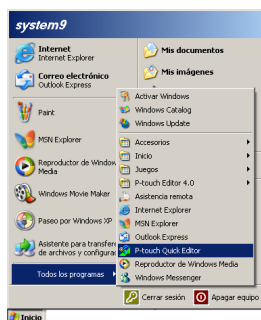 system9
Internet
Internet Explorer
Correo electrónico
Outlook Express
Paint
MSN Explorer
Reproductor de Window
Media
Windows Movie Maker
Paseo por Windows XP
Asistente para transfere
de archivos y configura
Todos los programas
Mis documentos
Mis imágenes
Activar Windows
Windows Catalog
Windows Update
Accesorios
Inicio
Juegos
P-touch Editor 4.0
Asistencia remota
Internet Explorer
MSN Explorer
Outlook Express
P-touch Quick Editor
Reproductor de Windows Media
Windows Messenger
Cerrar sesión
Apagar equipo
Inicio